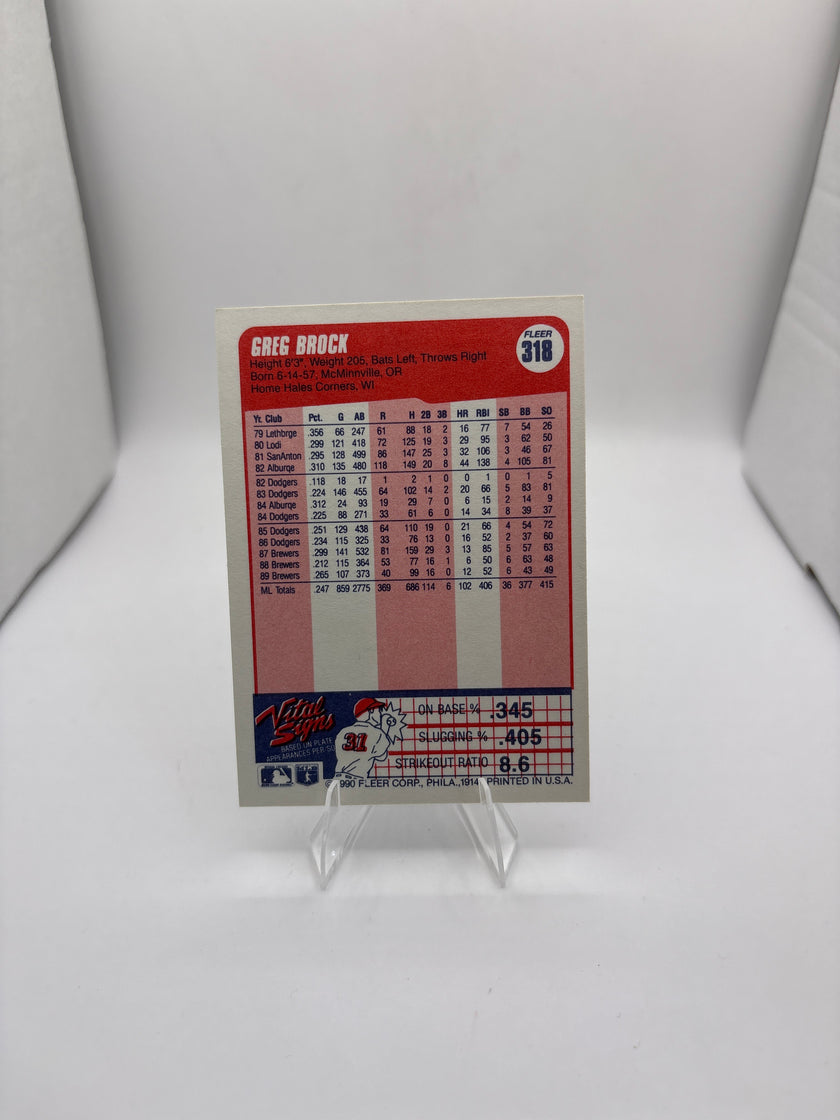 GREG BROCK
FLEER
318
Height 6'3", Weight 205, Bats Left; Throws Right
Born 6-14-57; McMinnville, OR
Home Hales Corners, WI
Yr. Club Pct. G AB R H 2B 3B HR RBI SB BB SO
79 Lethbrge .356 66 247 61 88 18 2 16 77 7 54 26
80 Lodi .299 121 418 72 125 19 3 29 95 3 62 50
81 SanAnton .295 128 499 86 147 25 3 32 106 3 46 67
82 Alburqe .310 135 480 118 149 20 8 44 138 4 105 81
82 Dodgers .118 18 17 1 2 1 0 0 1 0 1 5
83 Dodgers .224 146 455 64 102 14 2 20 66 5 83 81
84 Alburqe .312 24 93 19 29 7 0 6 15 2 14 9
84 Dodgers .225 88 271 33 61 6 0 14 34 8 39 37
85 Dodgers .251 129 438 64 110 19 0 21 66 4 54 72
86 Dodgers .234 115 325 33 76 13 0 16 52 2 37 60
87 Brewers .299 141 532 81 159 29 3 13 85 5 57 63
88 Brewers .212 115 364 53 77 16 1 6 50 6 63 48
89 Brewers .265 107 373 40 99 16 0 12 52 6 43 49
ML Totals .247 859 2775 369 686 114 6 102 406 36 377 415
Vital Signs
BASED ON PLATE
APPEARANCES PER SO
31
ON BASE % .345
SLUGGING % .405
STRIKEOUT RATIO 8.6
990 FLEER CORP., PHILA., 1914 PRINTED IN U.S.A.